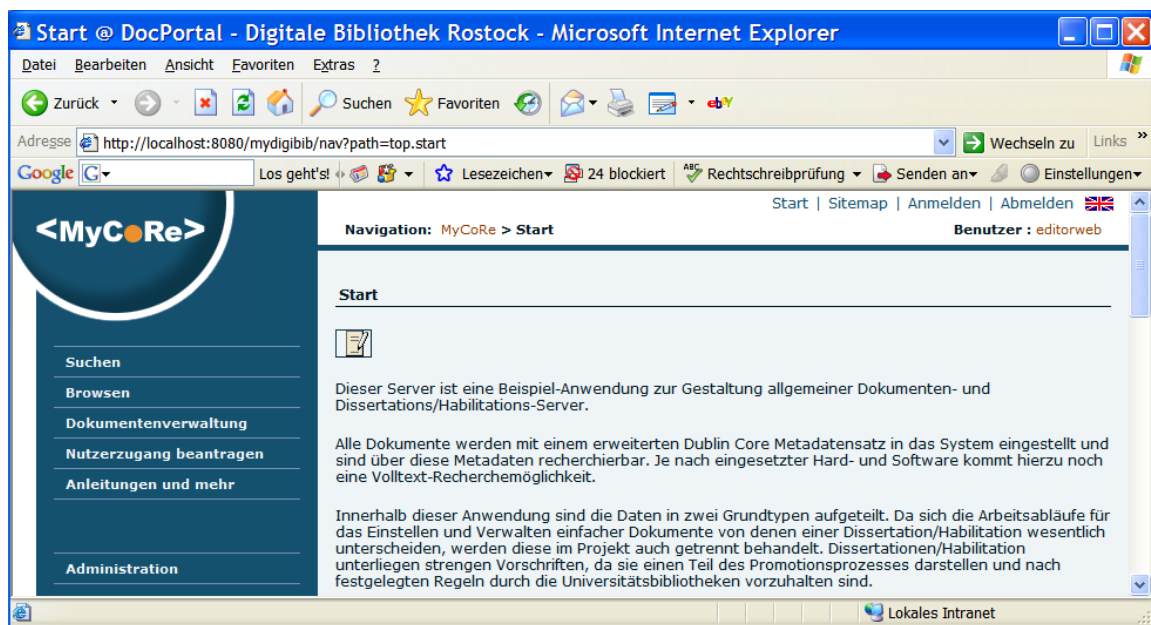 Start @ DocPortal - Digitale Bibliothek Rostock - Microsoft Internet Explorer
Datei Bearbeiten Ansicht Favoriten Extras ?
Zurück Suchen Favoriten ebY
Adresse http://localhost:8080/mydigibib/nav?path=top.start Wechseln zu Links »
Google G Los geht's! Lesezeichen 24 blockiert ABC Rechtschreibprüfung Senden an Einstellungen
Start | Sitemap | Anmelden | Abmelden
<MyCoRe>
Navigation: MyCoRe > Start Benutzer : editorweb
Start
Suchen
Browsen
Dokumentenverwaltung
Nutzerzugang beantragen
Anleitungen und mehr
Administration
Dieser Server ist eine Beispiel-Anwendung zur Gestaltung allgemeiner Dokumenten- und
Dissertations/Habilitations-Server.
Alle Dokumente werden mit einem erweiterten Dublin Core Metadatensatz in das System eingestellt und
sind über diese Metadaten recherchierbar. Je nach eingesetzter Hard- und Software kommt hierzu noch
eine Volltext-Recherchemöglichkeit.
Innerhalb dieser Anwendung sind die Daten in zwei Grundtypen aufgeteilt. Da sich die Arbeitsabläufe für
das Einstellen und Verwalten einfacher Dokumente von denen einer Dissertation/Habilitation wesentlich
unterscheiden, werden diese im Projekt auch getrennt behandelt. Dissertationen/Habilitation
unterliegen strengen Vorschriften, da sie einen Teil des Promotionsprozesses darstellen und nach
festgelegten Regeln durch die Universitätsbibliotheken vorzuhalten sind.
Lokales Intranet